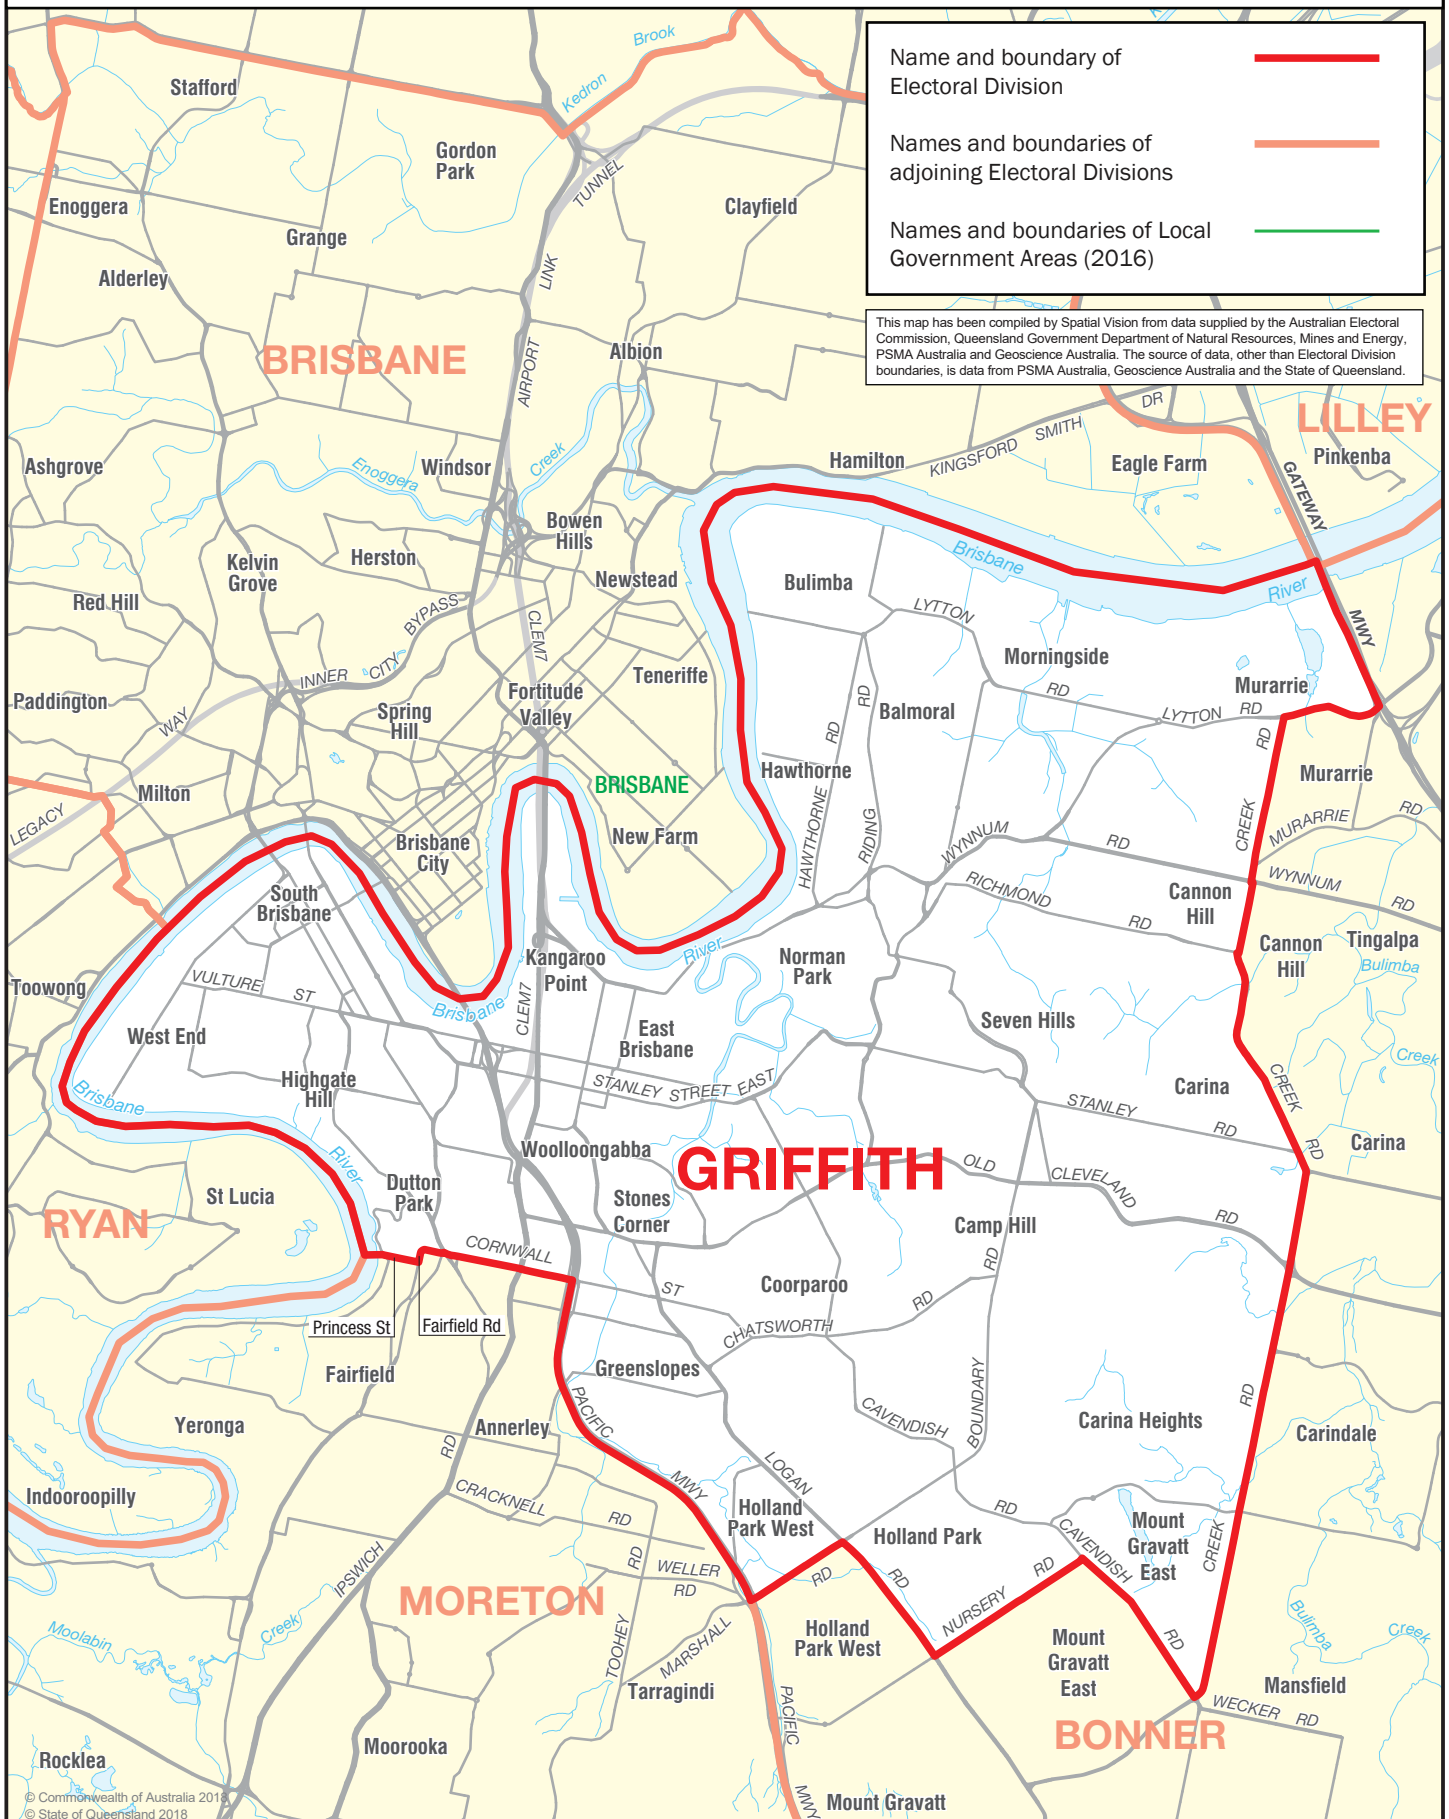 Name and boundary of
Electoral Division
Names and boundaries of
adjoining Electoral Divisions
Names and boundaries of Local
Government Areas (2016)
This map has been compiled by Spatial Vision from data supplied by the Australian Electoral
Commission, Queensland Government Department of Natural Resources, Mines and Energy,
PSMA Australia and Geoscience Australia. The source of data, other than Electoral Division
boundaries, is data from PSMA Australia, Geoscience Australia and the State of Queensland.
Brook
Kedron
Stafford
Gordon
Park
TUNNEL
Enoggera
Grange
Clayfield
Alderley
LINK
BRISBANE
AIRPORT
Albion
DR
SMITH
KINGSFORD
LILLEY
Pinkenba
Ashgrove
Enoggera
Windsor
Creek
Hamilton
Eagle Farm
GATEWAY
MWY
Bowen
Hills
Kelvin
Grove
Herston
Newstead
Bulimba
Brisbane
River
Red Hill
BYPASS
CITY
INNER
CLEM7
LYTTON
RD
Morningside
Teneriffe
Murarrie
LYTTON
RD
Paddington
WAY
Spring
Hill
Fortitude
Valley
RD
RD
Balmoral
RD
Hawthorne
Murarrie
Milton
LEGACY
BRISBANE
New Farm
HAWTHORNE
RIDING
WYNNUM
RD
CREEK
MURARRIE
RD
WYNNUM
RD
Brisbane
City
RICHMOND
RD
Cannon
Hill
South
Brisbane
Cannon
Hill
Tingalpa
Bulimba
Creek
River
Kangaroo
Point
Norman
Park
Toowong
VULTURE
ST
Brisbane
CLEM7
West End
East
Brisbane
Seven Hills
Brisbane
Highgate
Hill
STANLEY STREET EAST
Carina
CREEK
RD
STANLEY
RD
Carina
River
Woolloongabba
GRIFFITH
OLD
CLEVELAND
RD
St Lucia
Dutton
Park
Stones
Corner
Camp Hill
RYAN
CORNWALL
ST
Coorparoo
RD
RD
CHATSWORTH
Princess St
Fairfield Rd
Fairfield
Greenslopes
BOUNDARY
RD
Yeronga
Annerley
PACIFIC
MWY
CAVENDISH
RD
Carina Heights
Carindale
Indooroopilly
RD
CRACKNELL
RD
LOGAN
RD
Holland
Park West
Holland Park
CAVENDISH
RD
Mount
Gravatt
East
CREEK
IPSWICH
RD
WELLER
RD
RD
NURSERY
RD
MORETON
Moolabin
Creek
TOOHEY
MARSHALL
Tarragindi
Holland
Park West
Mount
Gravatt
East
Bulimba
Creek
Mansfield
WECKER
RD
PACIFIC
MWY
BONNER
Moorooka
Rocklea
Mount Gravatt
© Commonwealth of Australia 2018
© State of Queensland 2018